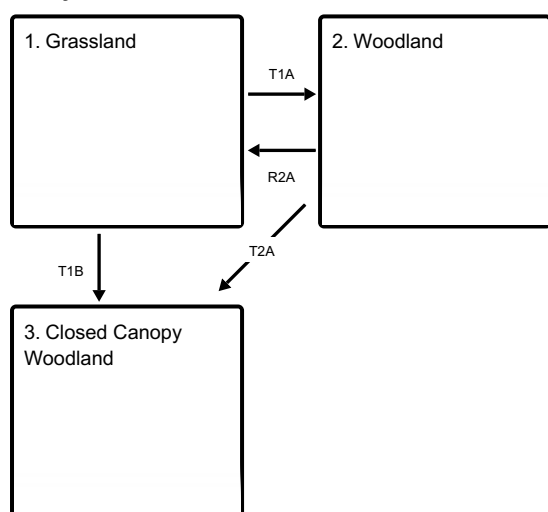 1. Grassland
2. Woodland
T1A
R2A
T2A
T1B
3. Closed Canopy
Woodland